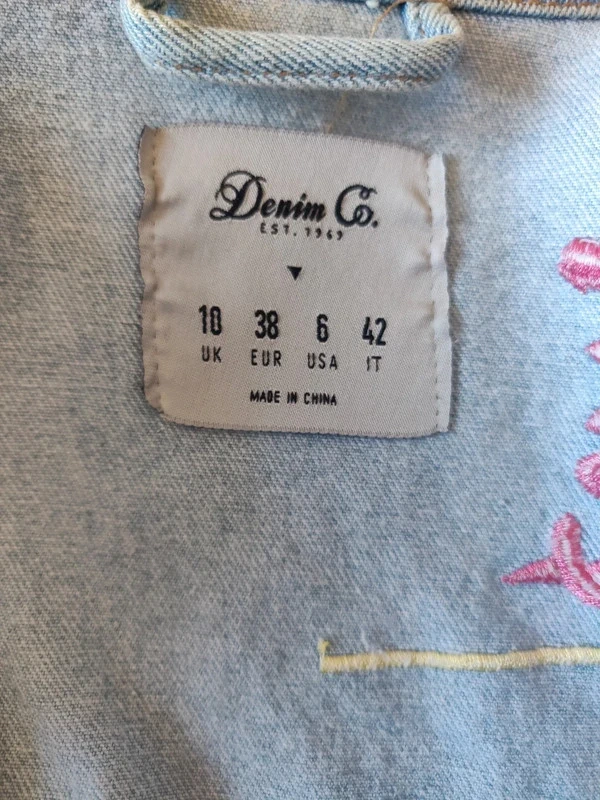 Denim Co.
EST. 1969
10 38 6 42
UK EUR USA IT
MADE IN CHINA